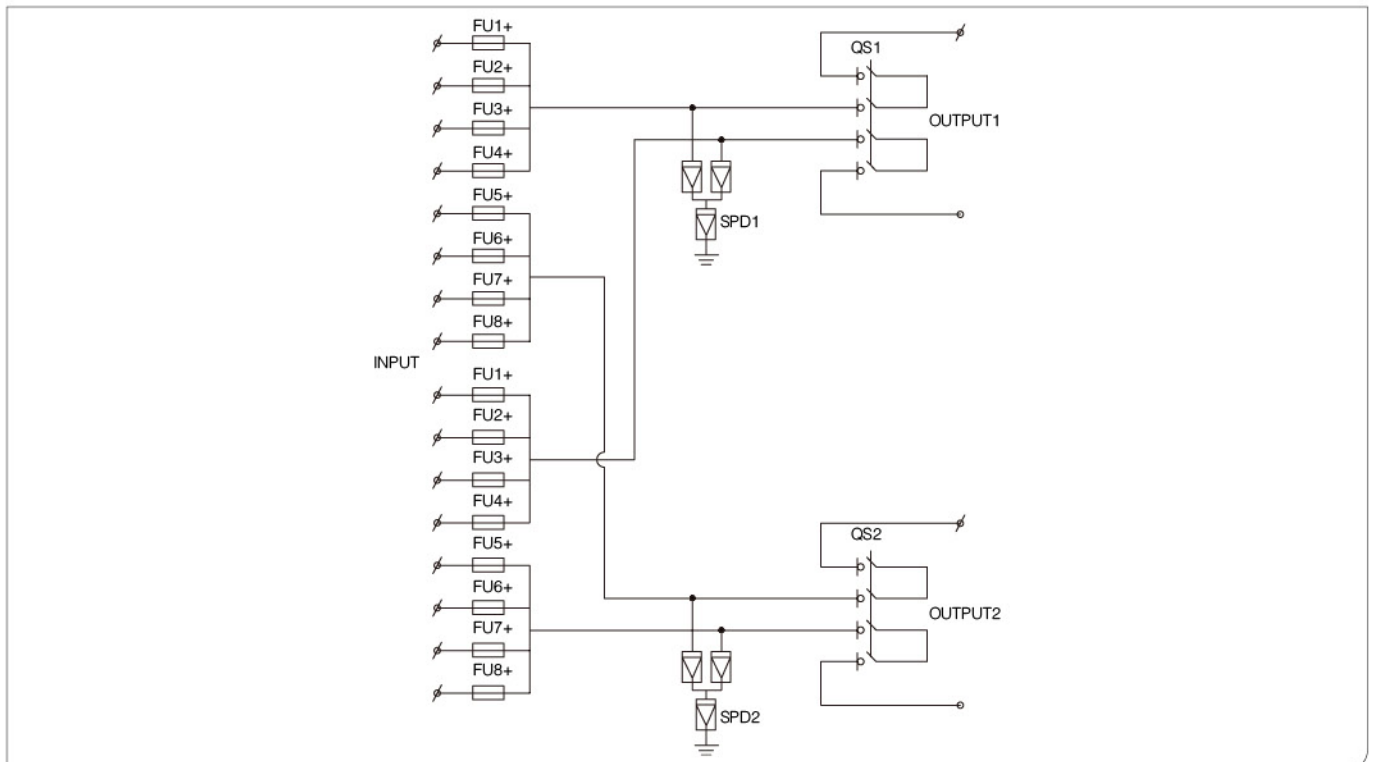 FU1+
QS1
FU2+
FU3+
OUTPUT1
FU4+
FU5+
SPD1
FU6+
FU7+
FU8+
INPUT
FU1+
FU2+
FU3+
FU4+
QS2
FU5+
FU6+
OUTPUT2
FU7+
FU8+
SPD2